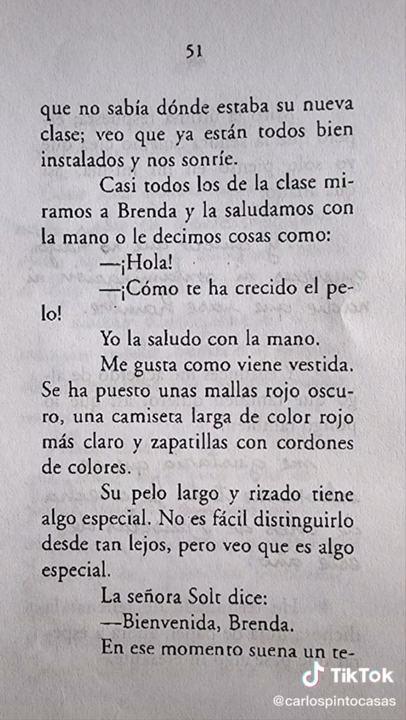 51
que no sabía dónde estaba su nueva
clase; veo que ya están todos bien
instalados y nos sonríe.
Casi todos los de la clase mi-
ramos a Brenda y la saludamos con
la mano o le decimos cosas como:
—¡Hola!
—¡Cómo te ha crecido el pe-
lo!
Yo la saludo con la mano.
Me gusta como viene vestida.
Se ha puesto unas mallas rojo oscu-
ro, una camiseta larga de color rojo
más claro y zapatillas con cordones
de colores.
Su pelo largo y rizado tiene
algo especial. No es fácil distinguirlo
desde tan lejos, pero veo que es algo
especial.
La señora Solt dice:
—Bienvenida, Brenda.
En ese momento suena un te-
TikTok
@carlospintocasas